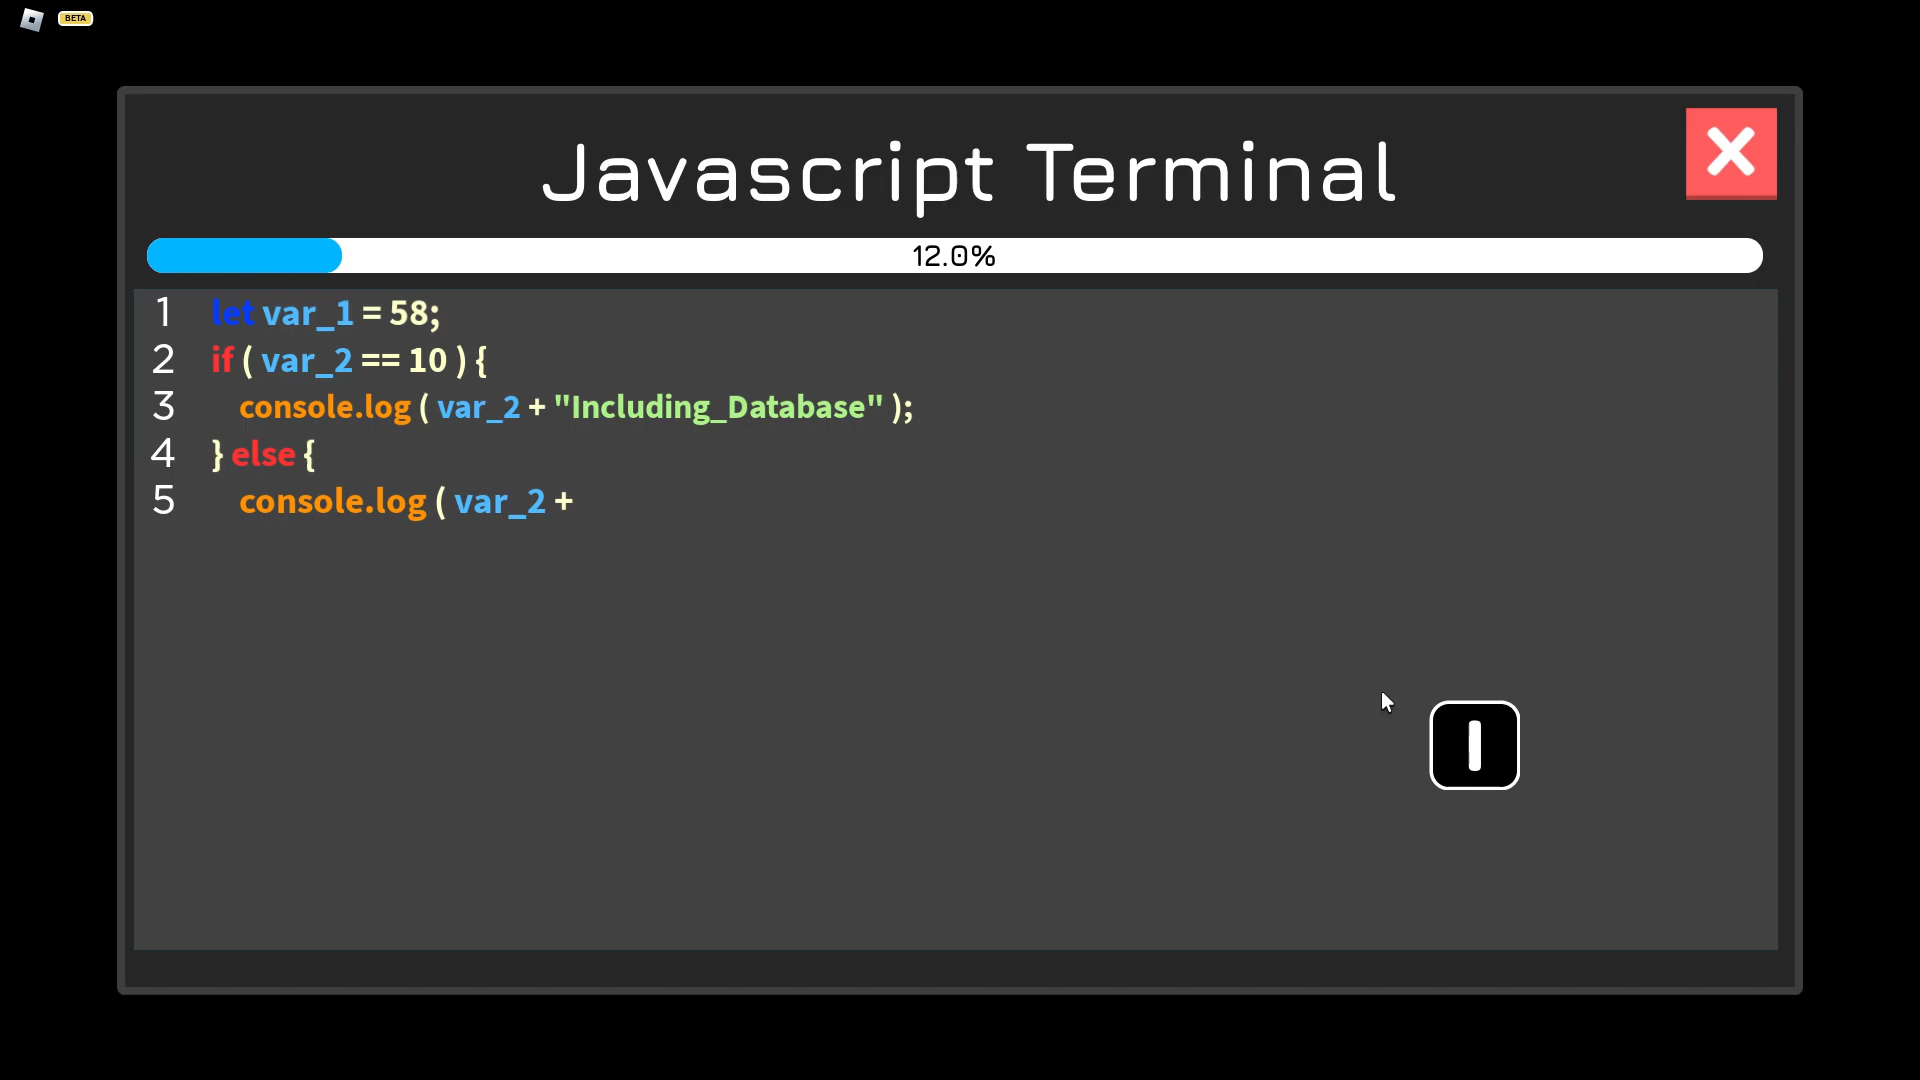 BETA
Javascript Terminal
12.0%
1 let var_1 = 58;
2 if ( var_2 == 10 ) {
3 console.log ( var_2 + "Including_Database" );
4 } else {
5 console.log ( var_2 +
I